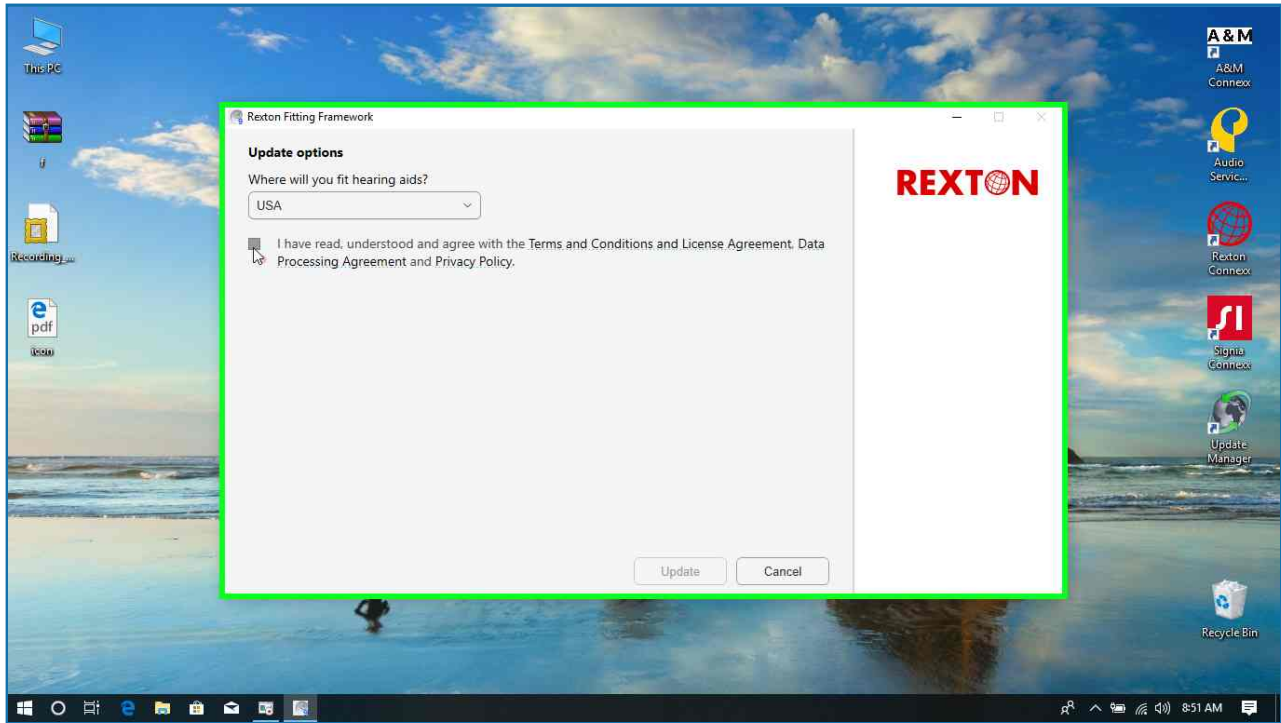 This PC
if
Recording_...
pdf
icon
Rexton Fitting Framework
Update options
Where will you fit hearing aids?
USA
I have read, understood and agree with the Terms and Conditions and License Agreement, Data
Processing Agreement and Privacy Policy.
Update
Cancel
REXTON
A&M
A&M
Connexx
Audio
Servic...
Rexton
Connexx
SI
Signia
Connexx
Update
Manager
Recycle Bin
8:51 AM